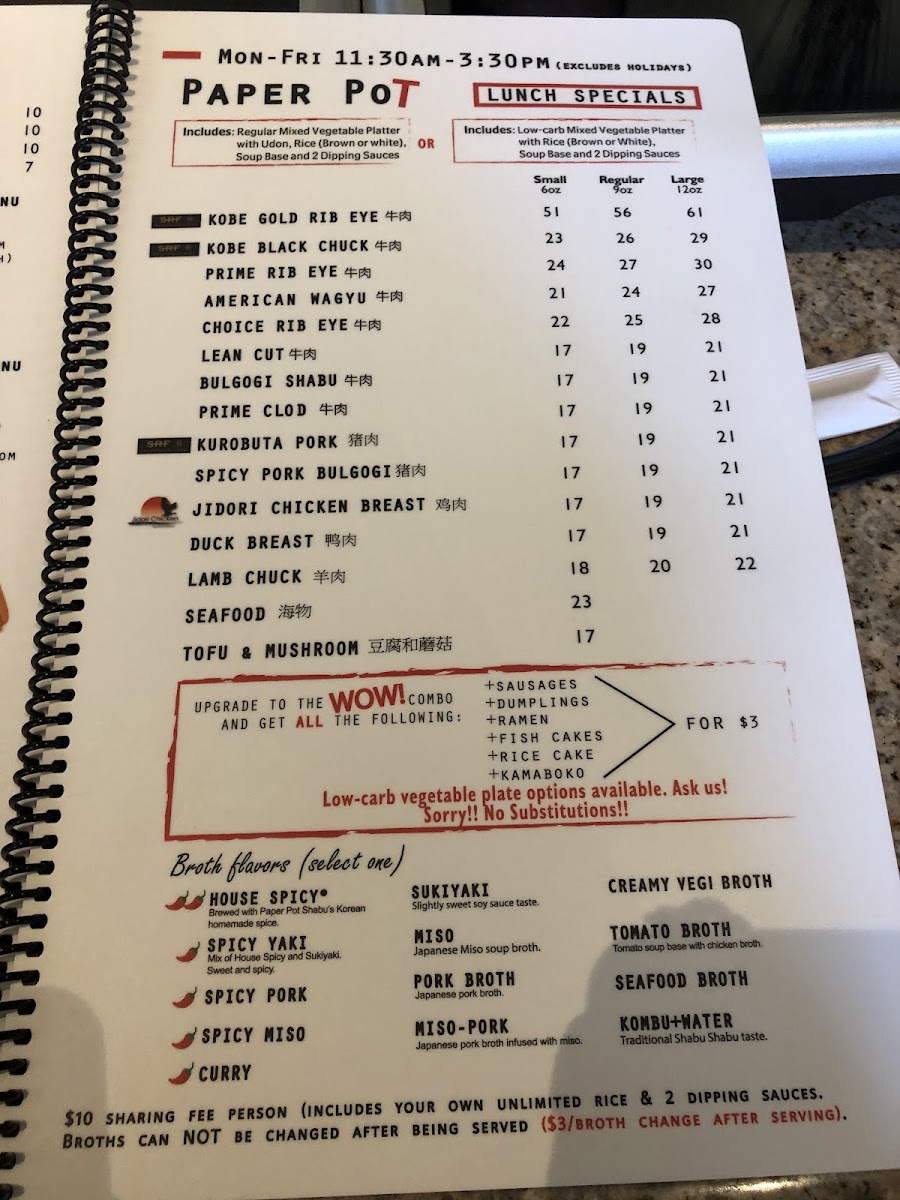 10
10
10
7
NU
M
H)
NU
OM
MON-FRI 11:30AM-3:30PM (EXCLUDES HOLIDAYS)
PAPER POT LUNCH SPECIALS
Includes: Regular Mixed Vegetable Platter
with Udon, Rice (Brown or white),
Soup Base and 2 Dipping Sauces
OR
Includes: Low-carb Mixed Vegetable Platter
with Rice (Brown or White),
Soup Base and 2 Dipping Sauces
Small Regular Large
6oz 9oz 12oz
SRF KOBE GOLD RIB EYE 牛肉 51 56 61
SRF KOBE BLACK CHUCK 牛肉 23 26 29
PRIME RIB EYE 牛肉 24 27 30
AMERICAN WAGYU 牛肉 21 24 27
CHOICE RIB EYE 牛肉 22 25 28
LEAN CUT 牛肉 17 19 21
BULGOGI SHABU 牛肉 17 19 21
PRIME CLOD 牛肉 17 19 21
SRF KUROBUTA PORK 猪肉 17 19 21
SPICY PORK BULGOGI 猪肉 17 19 21
Jidori Chicken JIDORI CHICKEN BREAST 鸡肉 17 19 21
DUCK BREAST 鸭肉 17 19 21
LAMB CHUCK 羊肉 18 20 22
SEAFOOD 海物 23
TOFU & MUSHROOM 豆腐和蘑菇 17
UPGRADE TO THE WOW! COMBO
AND GET ALL THE FOLLOWING:
+SAUSAGES
+DUMPLINGS
+RAMEN
+FISH CAKES
+RICE CAKE
+KAMABOKO
FOR $3
Low-carb vegetable plate options available. Ask us!
Sorry!! No Substitutions!!
Broth flavors (select one)
HOUSE SPICY®
Brewed with Paper Pot Shabu's Korean
homemade spice.
SPICY YAKI
Mix of House Spicy and Sukiyaki.
Sweet and spicy.
SPICY PORK
SPICY MISO
CURRY
SUKIYAKI
Slightly sweet soy sauce taste.
MISO
Japanese Miso soup broth.
PORK BROTH
Japanese pork broth.
MISO-PORK
Japanese pork broth infused with miso.
CREAMY VEGI BROTH
TOMATO BROTH
Tomato soup base with chicken broth.
SEAFOOD BROTH
KOMBU+WATER
Traditional Shabu Shabu taste.
$10 SHARING FEE PERSON (INCLUDES YOUR OWN UNLIMITED RICE & 2 DIPPING SAUCES.
BROTHS CAN NOT BE CHANGED AFTER BEING SERVED ($3/BROTH CHANGE AFTER SERVING).